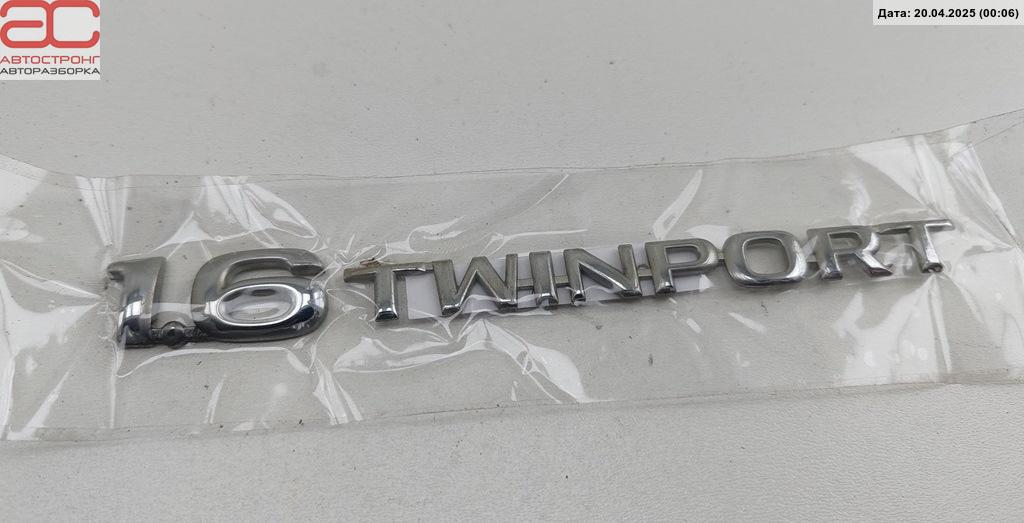 АС
АВТОСТРОНГ
АВТОРАЗБОРКА
Дата: 20.04.2025 (00:06)
1.6 TWINPORT